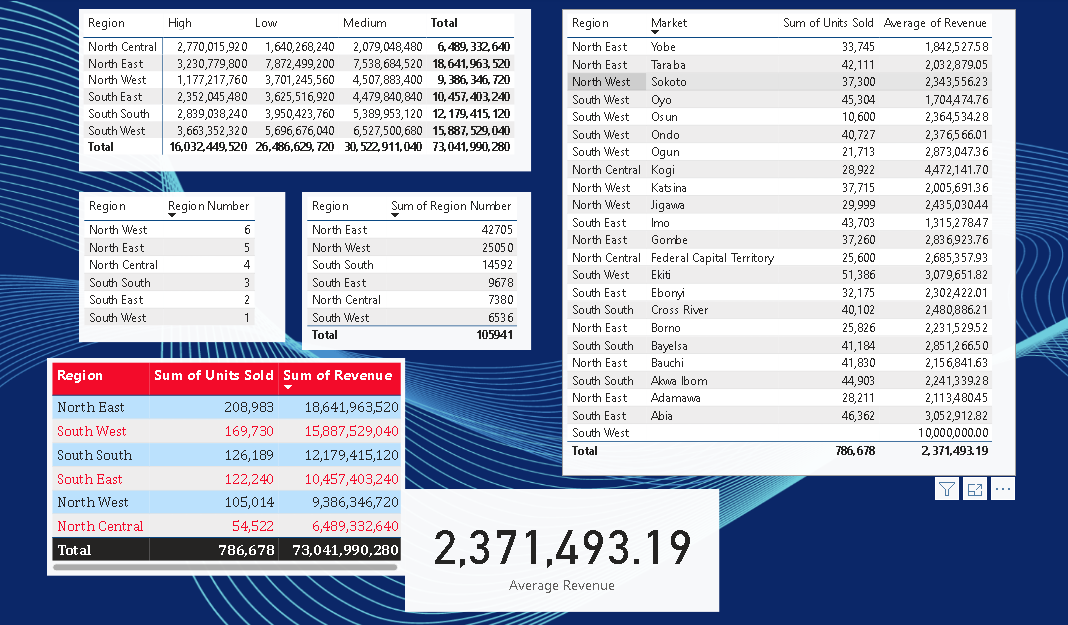 Region High Low Medium Total
North Central 2,770,015,920 1,640,268,240 2,079,048,480 6,489,332,640
North East 3,230,779,800 7,872,499,200 7,538,684,520 18,641,963,520
North West 1,177,217,760 3,701,245,560 4,507,883,400 9,386,346,720
South East 2,352,045,480 3,625,516,920 4,479,840,840 10,457,403,240
South South 2,839,038,240 3,950,423,760 5,389,953,120 12,179,415,120
South West 3,663,352,320 5,696,676,040 6,527,500,680 15,887,529,040
Total 16,032,449,520 26,486,629,720 30,522,911,040 73,041,990,280
Region Region Number
North West 6
North East 5
North Central 4
South South 3
South East 2
South West 1
Region Sum of Region Number
North East 42705
North West 25050
South South 14592
South East 9678
North Central 7380
South West 6536
Total 105941
Region Sum of Units Sold Sum of Revenue
North East 208,983 18,641,963,520
South West 169,730 15,887,529,040
South South 126,189 12,179,415,120
South East 122,240 10,457,403,240
North West 105,014 9,386,346,720
North Central 54,522 6,489,332,640
Total 786,678 73,041,990,280
2,371,493.19
Average Revenue
Region Market Sum of Units Sold Average of Revenue
North East Yobe 33,745 1,842,527.58
North East Taraba 42,111 2,032,879.05
North West Sokoto 37,300 2,343,556.23
South West Oyo 45,304 1,704,474.76
South West Osun 10,600 2,364,534.28
South West Ondo 40,727 2,376,566.01
South West Ogun 21,713 2,873,047.36
North Central Kogi 28,922 4,472,141.70
North West Katsina 37,715 2,005,691.36
North West Jigawa 29,999 2,435,030.44
South East Imo 43,703 1,315,278.47
North East Gombe 37,260 2,836,923.76
North Central Federal Capital Territory 25,600 2,685,357.93
South West Ekiti 51,386 3,079,651.82
South East Ebonyi 32,175 2,302,422.01
South South Cross River 40,102 2,480,886.21
North East Borno 25,826 2,231,529.52
South South Bayelsa 41,184 2,851,266.50
North East Bauchi 41,830 2,156,841.63
South South Akwa Ibom 44,903 2,241,339.28
North East Adamawa 28,211 2,113,480.45
South East Abia 46,362 3,052,912.82
South West 10,000,000.00
Total 786,678 2,371,493.19